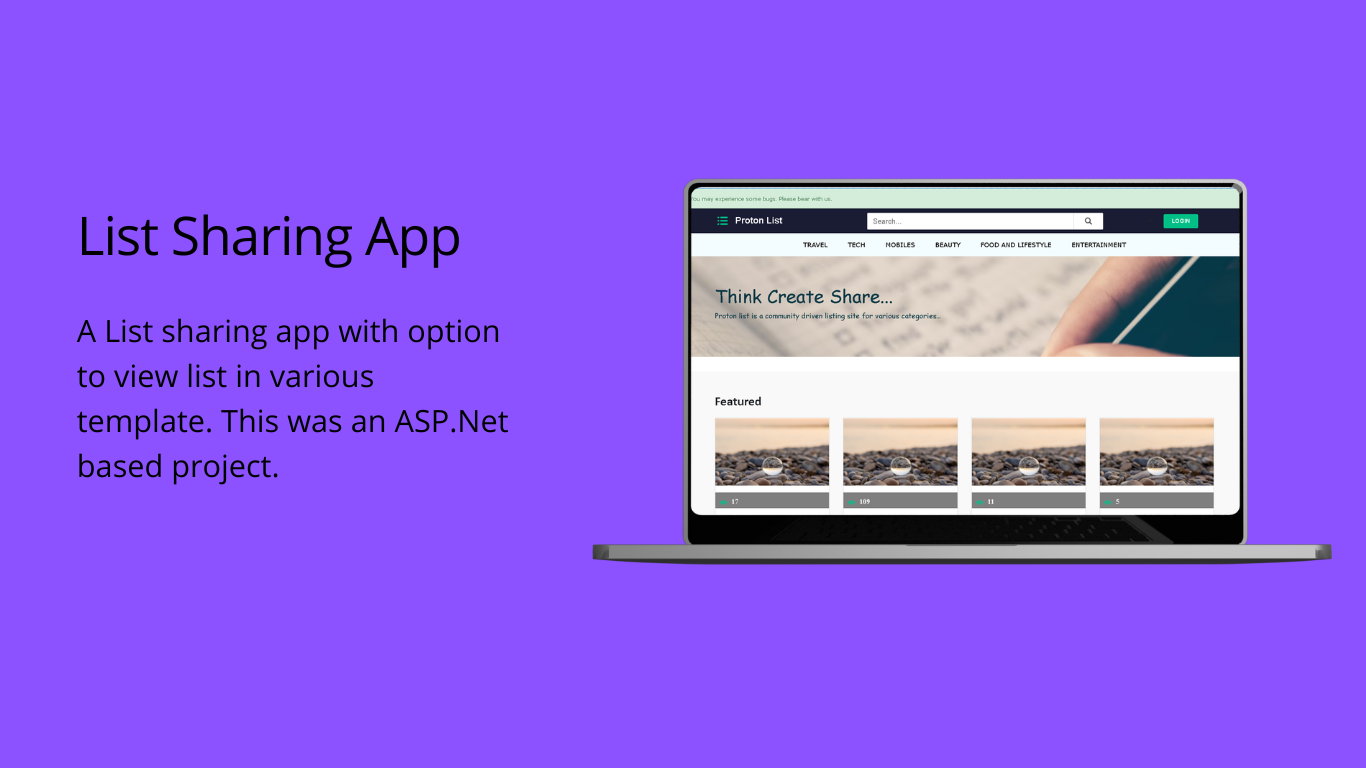 List Sharing App
A List sharing app with option
to view list in various
template. This was an ASP.Net
based project.
You may experience some bugs. Please bear with us.
Proton List
Search...
LOGIN
TRAVEL TECH MOBILES BEAUTY FOOD AND LIFESTYLE ENTERTAINMENT
Think Create Share...
Proton list is a community driven listing site for various categories...
Featured
17 109 11 5